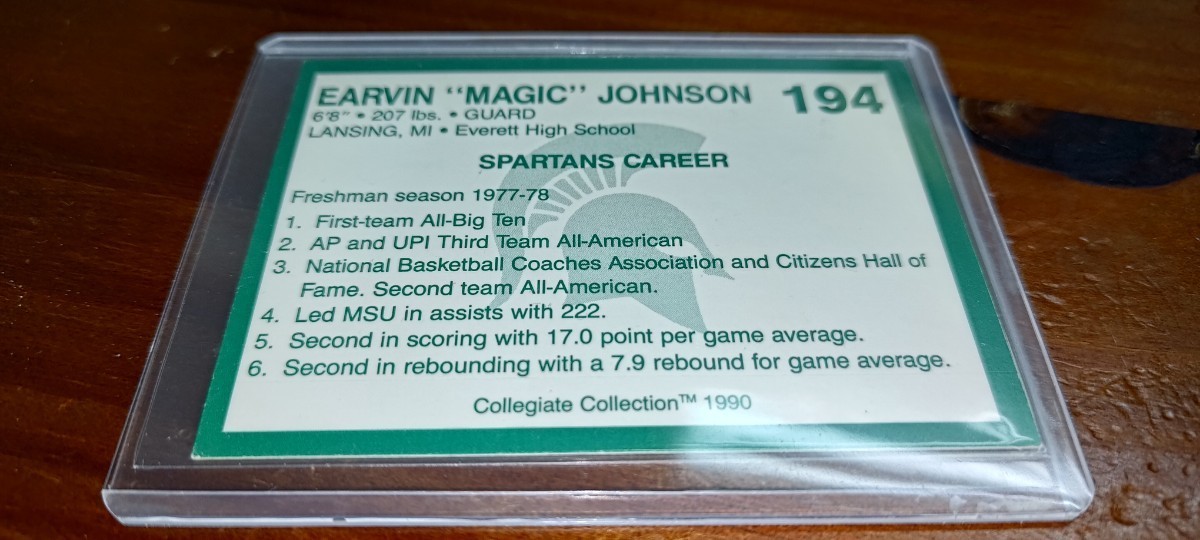 EARVIN "MAGIC" JOHNSON 194
6'8" • 207 lbs. • GUARD
LANSING, MI • Everett High School
SPARTANS CAREER
Freshman season 1977-78
1. First-team All-Big Ten
2. AP and UPI Third Team All-American
3. National Basketball Coaches Association and Citizens Hall of
Fame. Second team All-American.
4. Led MSU in assists with 222.
5. Second in scoring with 17.0 point per game average.
6. Second in rebounding with a 7.9 rebound for game average.
Collegiate Collection™ 1990